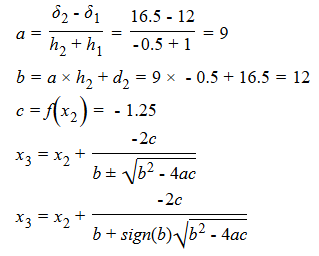 a = (δ₂ - δ₁)/(h₂ + h₁) = (16.5 - 12)/(-0.5 + 1) = 9
b = a × h₂ + d₂ = 9 × - 0.5 + 16.5 = 12
c = f(x₂) = - 1.25
x₃ = x₂ + (-2c)/(b ± √(b² - 4ac))
x₃ = x₂ + (-2c)/(b + sign(b)√(b² - 4ac))